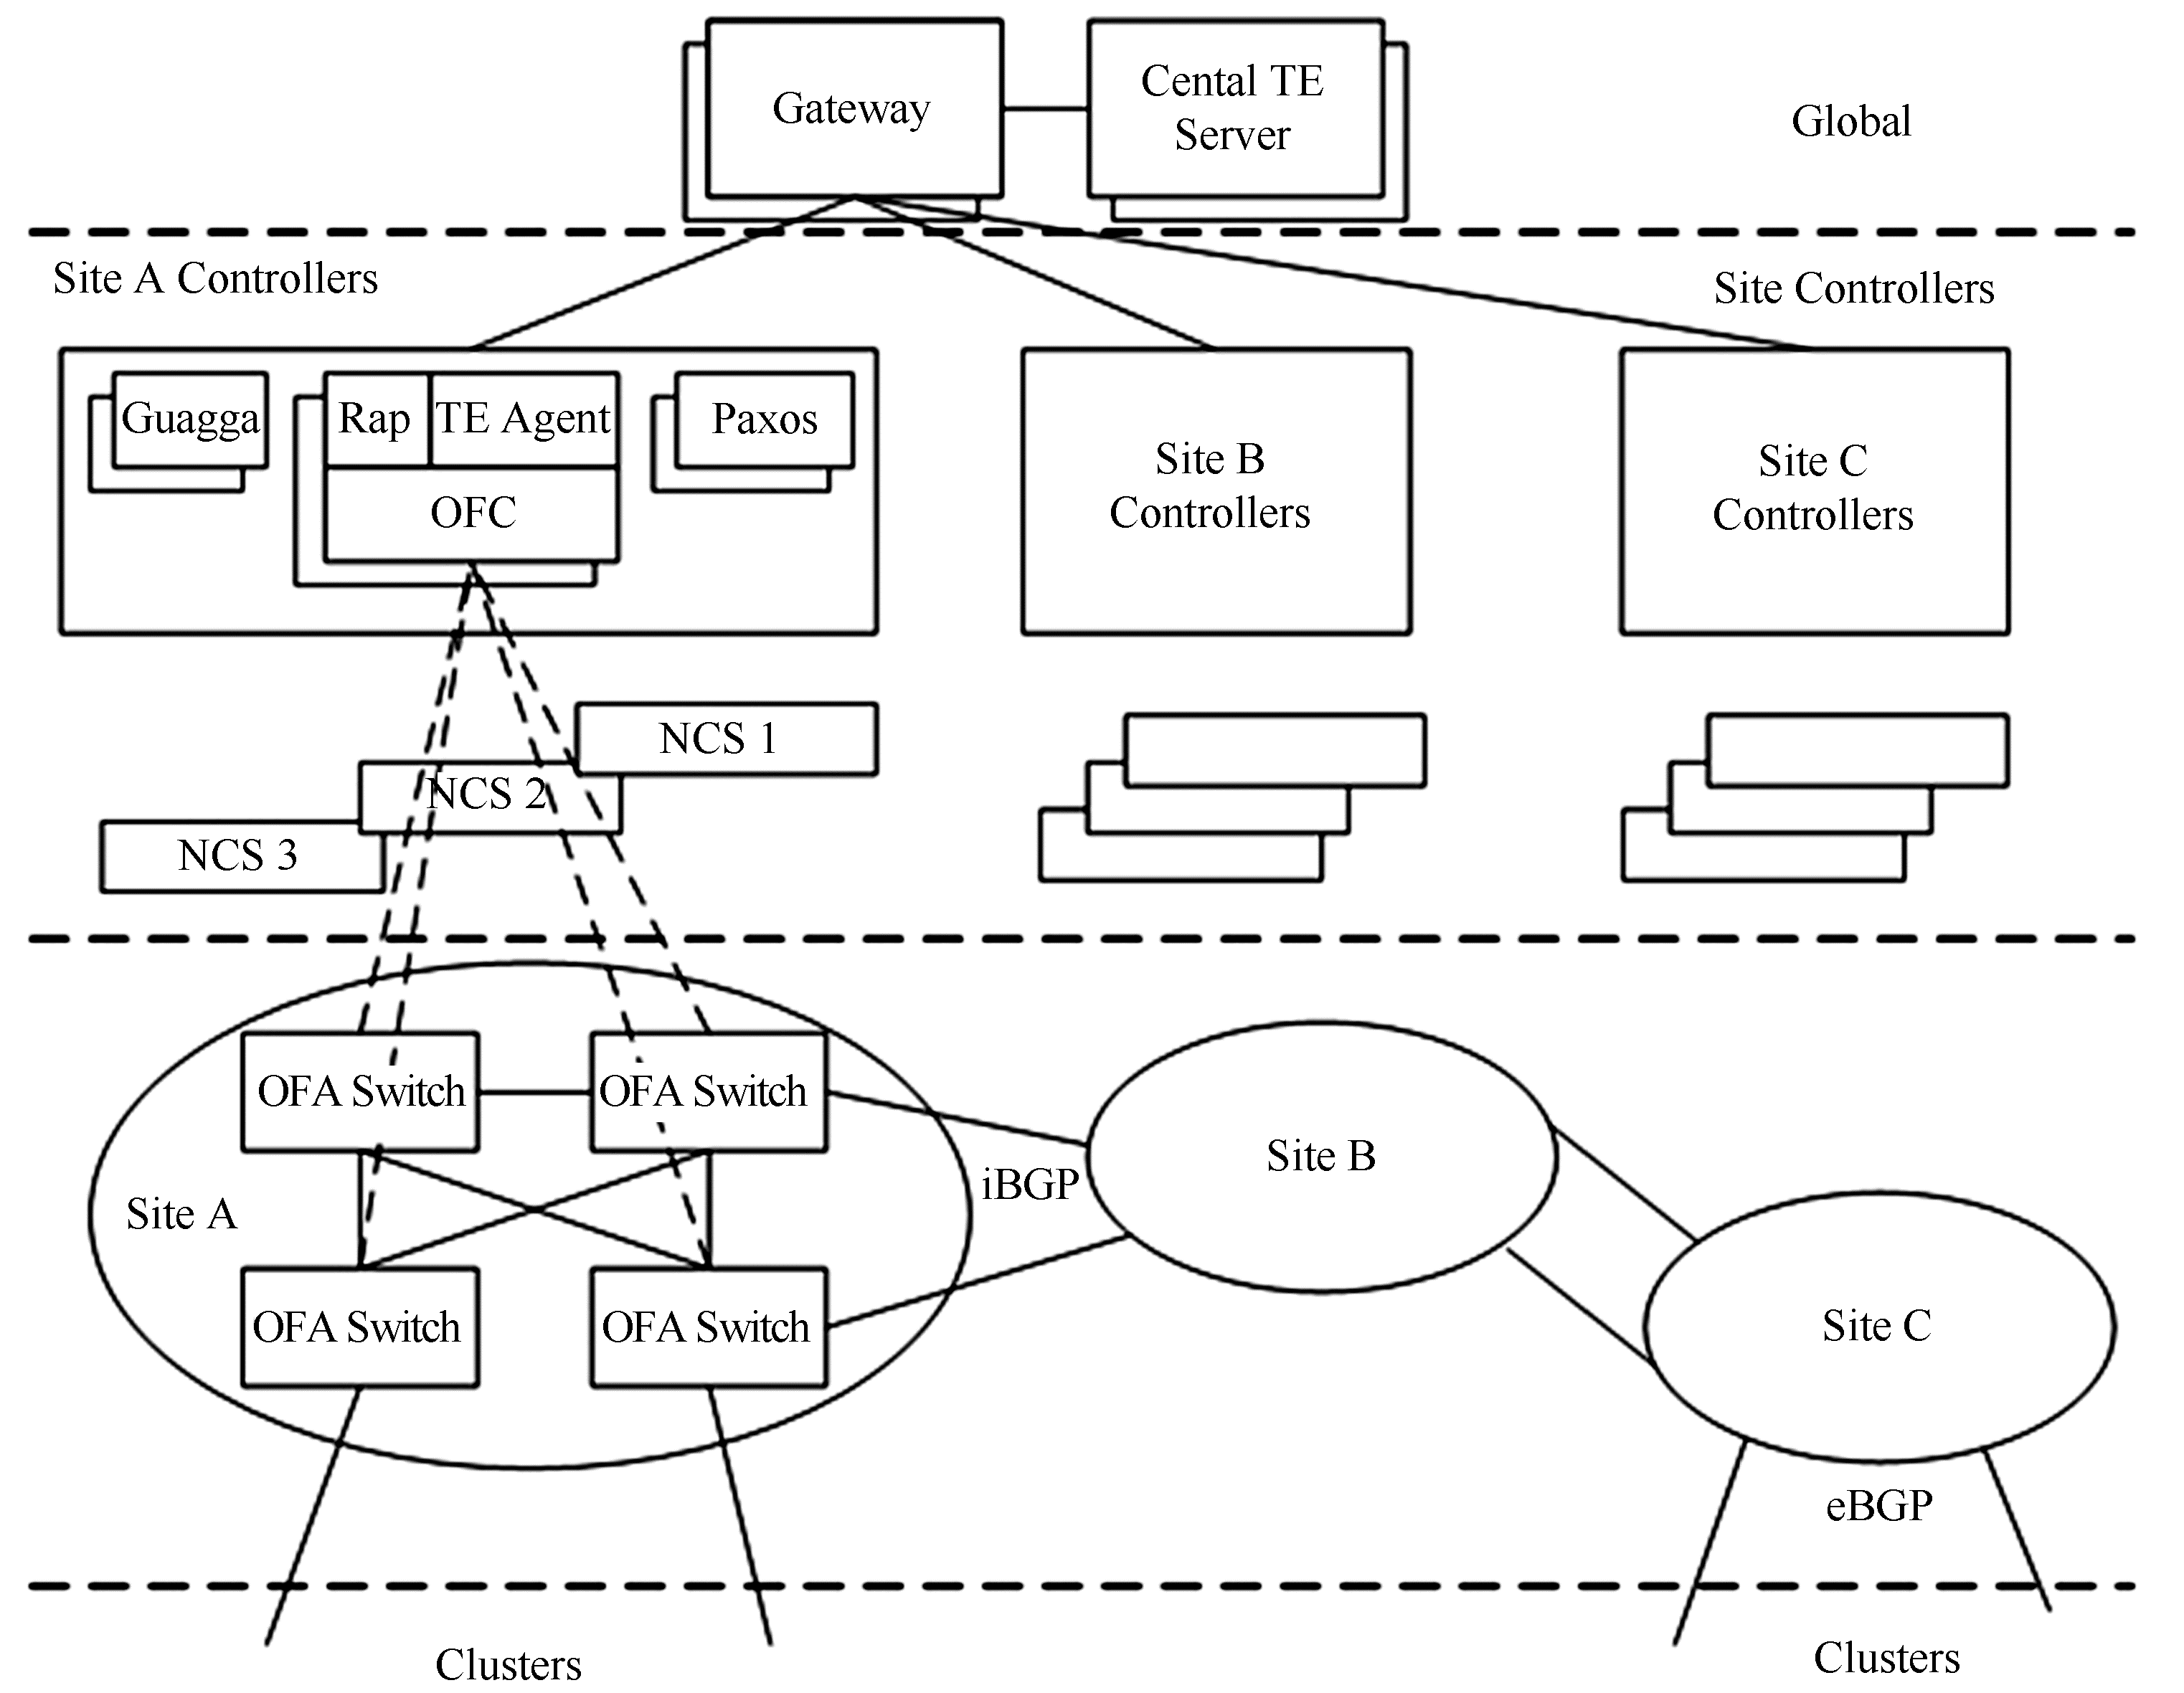 Gateway
Cental TE
Server
Global
Site A Controllers
Site Controllers
Guagga
Rap
TE Agent
Paxos
OFC
Site B
Controllers
Site C
Controllers
NCS 1
NCS 2
NCS 3
OFA Switch
OFA Switch
Site A
iBGP
Site B
OFA Switch
OFA Switch
Site C
eBGP
Clusters
Clusters